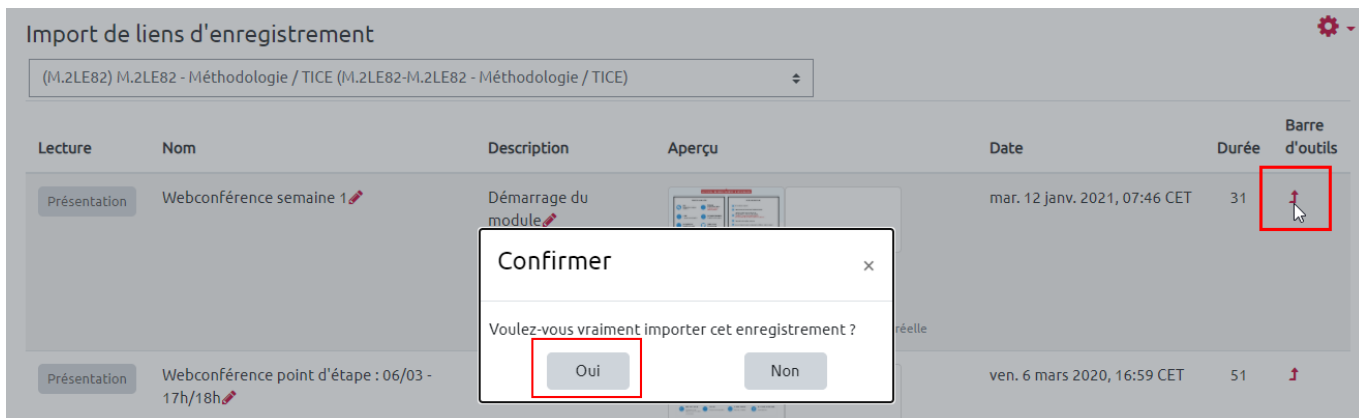 Import de liens d'enregistrement
(M.2LE82) M.2LE82 - Méthodologie / TICE (M.2LE82-M.2LE82 - Méthodologie / TICE)
Lecture Nom Description Aperçu Date Durée Barre d'outils
Présentation Webconférence semaine 1 Démarrage du module mar. 12 janv. 2021, 07:46 CET 31
Confirmer ×
Voulez-vous vraiment importer cet enregistrement ? réelle
Oui Non
Présentation Webconférence point d'étape : 06/03 - ven. 6 mars 2020, 16:59 CET 51
17h/18h